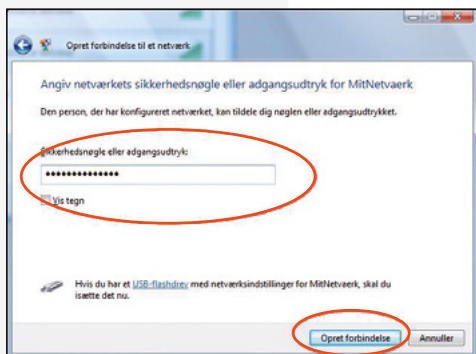 Opret forbindelse til et netværk
Angiv netværkets sikkerhedsnøgle eller adgangsudtryk for MitNetvaerk
Den person, der har konfigureret netværket, kan tildele dig nøglen eller adgangsudtrykket.
Sikkerhedsnøgle eller adgangsudtryk:
••••••••••••••
Vis tegn
Hvis du har et USB-flashdrev med netværksindstillinger for MitNetvaerk, skal du
isætte det nu.
Opret forbindelse
Annuller